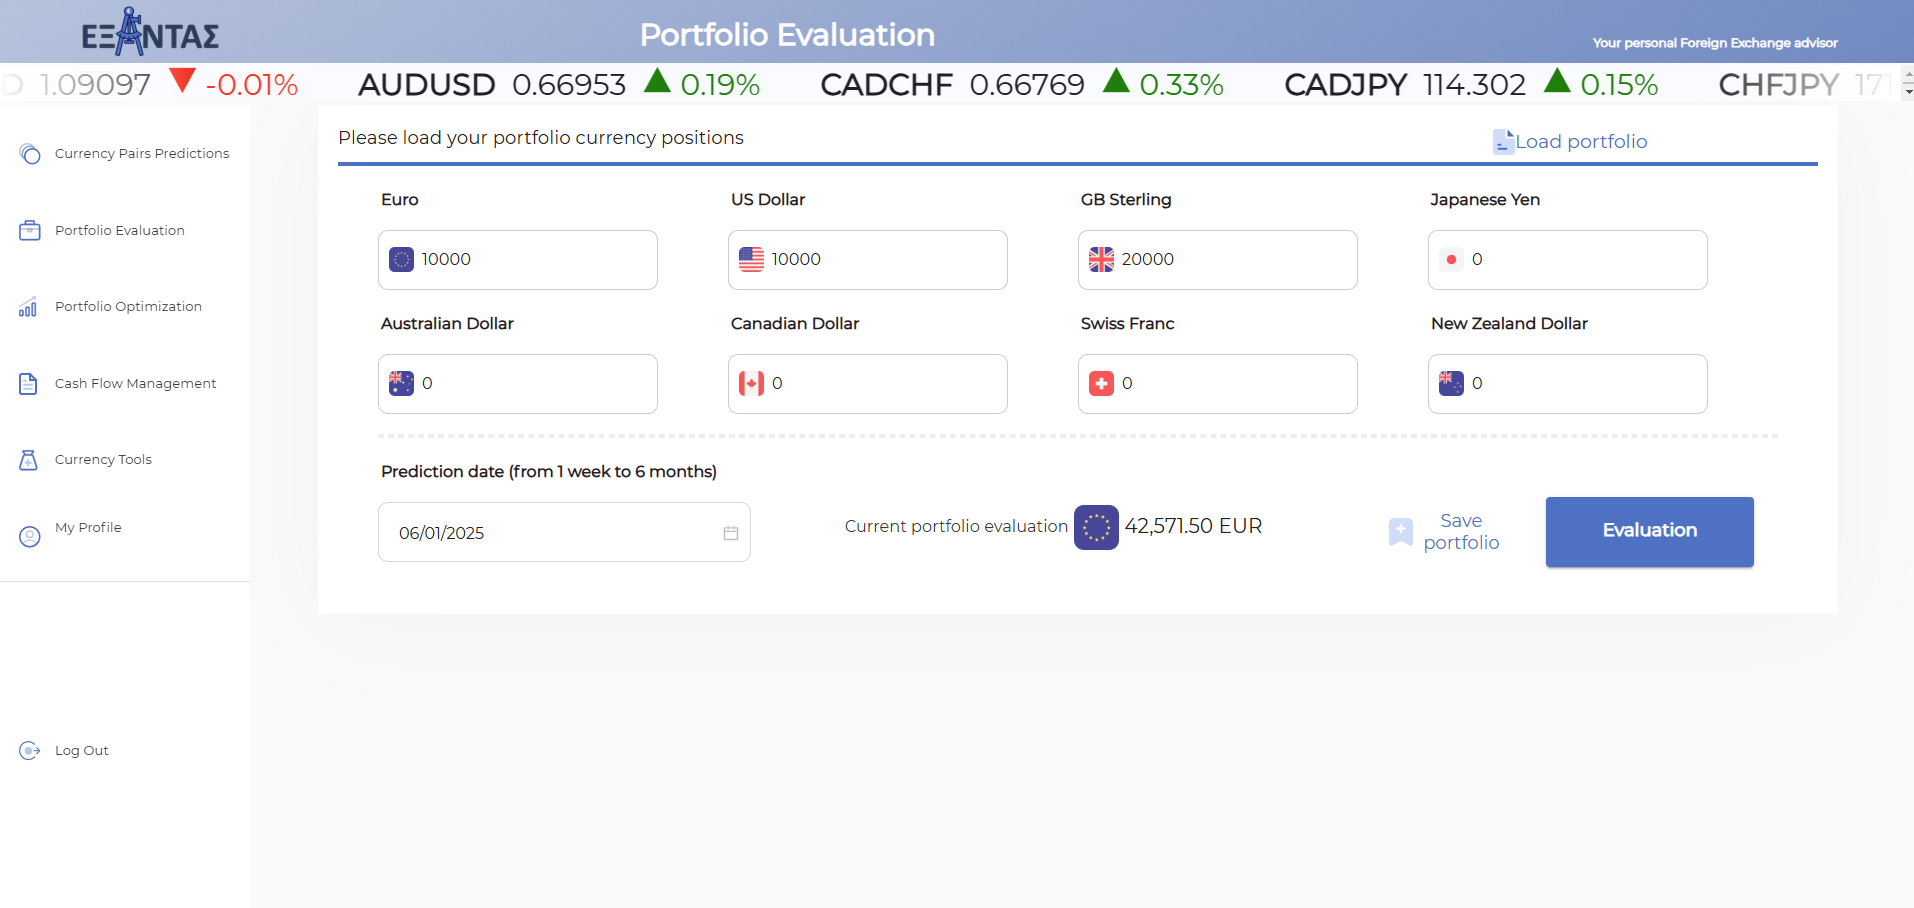 ΕΞΑΝΤΑΣ
Portfolio Evaluation
Your personal Foreign Exchange advisor
D 1.09097 -0.01% AUDUSD 0.66953 0.19% CADCHF 0.66769 0.33% CADJPY 114.302 0.15% CHFJPY 171
Currency Pairs Predictions
Portfolio Evaluation
Portfolio Optimization
Cash Flow Management
Currency Tools
My Profile
Log Out
Please load your portfolio currency positions
Load portfolio
Euro US Dollar GB Sterling Japanese Yen
10000 10000 20000 0
Australian Dollar Canadian Dollar Swiss Franc New Zealand Dollar
0 0 0 0
Prediction date (from 1 week to 6 months)
06/01/2025
Current portfolio evaluation 42,571.50 EUR
Save
portfolio
Evaluation